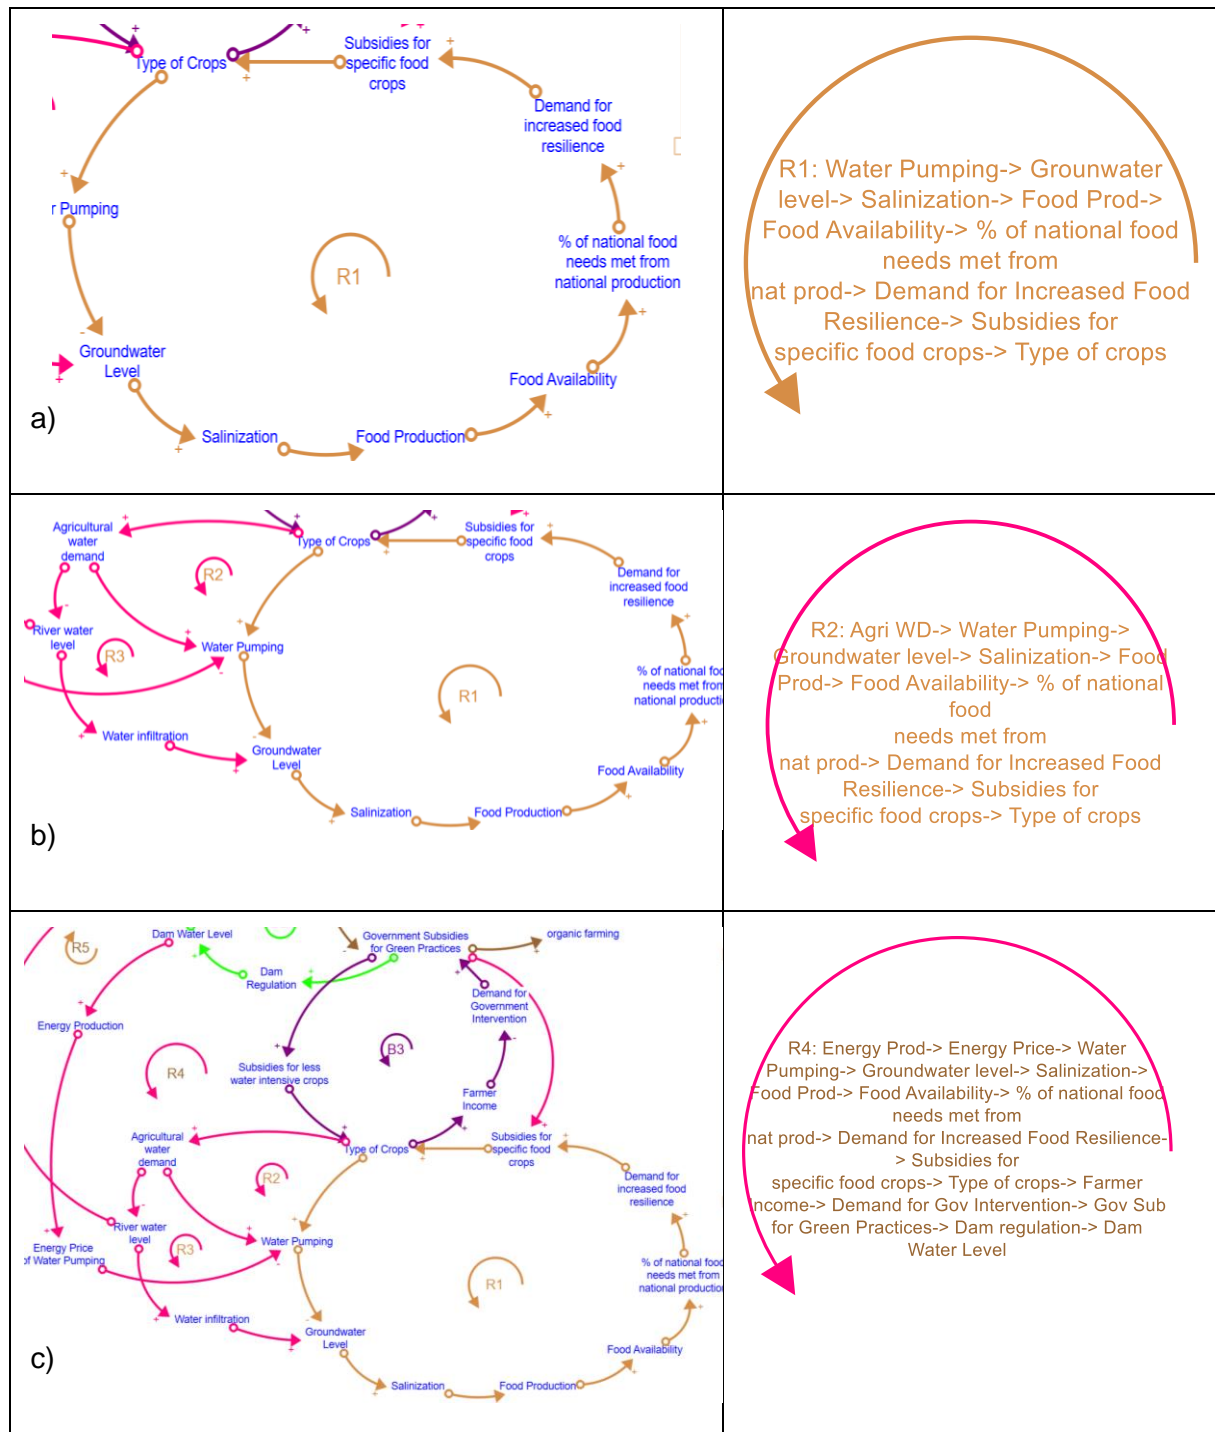 Type of Crops
Subsidies for
specific food
crops
Demand for
increased food
resilience
r Pumping
% of national food
needs met from
national production
R1
Groundwater
Level
Food Availability
Salinization
Food Production
a)
R1: Water Pumping-> Grounwater
level-> Salinization-> Food Prod->
Food Availability-> % of national food
needs met from
nat prod-> Demand for Increased Food
Resilience-> Subsidies for
specific food crops-> Type of crops
Agricultural
water
demand
Type of Crops
Subsidies for
specific food
crops
R2
Demand for
increased food
resilience
River water
level
R3
Water Pumping
R1
% of national food
needs met from
national productio
Water infiltration
Groundwater
Level
Food Availability
Salinization
Food Production
b)
R2: Agri WD-> Water Pumping->
Groundwater level-> Salinization-> Food
Prod-> Food Availability-> % of national
food
needs met from
nat prod-> Demand for Increased Food
Resilience-> Subsidies for
specific food crops-> Type of crops
R5
Dam Water Level
Government Subsidies
for Green Practices
organic farming
Dam
Regulation
Demand for
Government
Intervention
Energy Production
B3
R4
Subsidies for less
water intensive crops
Farmer
Income
Agricultural
water
demand
Type of Crops
Subsidies for
specific food
crops
R2
Demand for
increased food
resilience
River water
level
R3
Water Pumping
Energy Price
of Water Pumping
R1
% of national food
needs met from
national production
Water infiltration
Groundwater
Level
Food Availability
Salinization
Food Production
c)
R4: Energy Prod-> Energy Price-> Water
Pumping-> Groundwater level-> Salinization->
Food Prod-> Food Availability-> % of national food
needs met from
nat prod-> Demand for Increased Food Resilience-
> Subsidies for
specific food crops-> Type of crops-> Farmer
Income-> Demand for Gov Intervention-> Gov Sub
for Green Practices-> Dam regulation-> Dam
Water Level